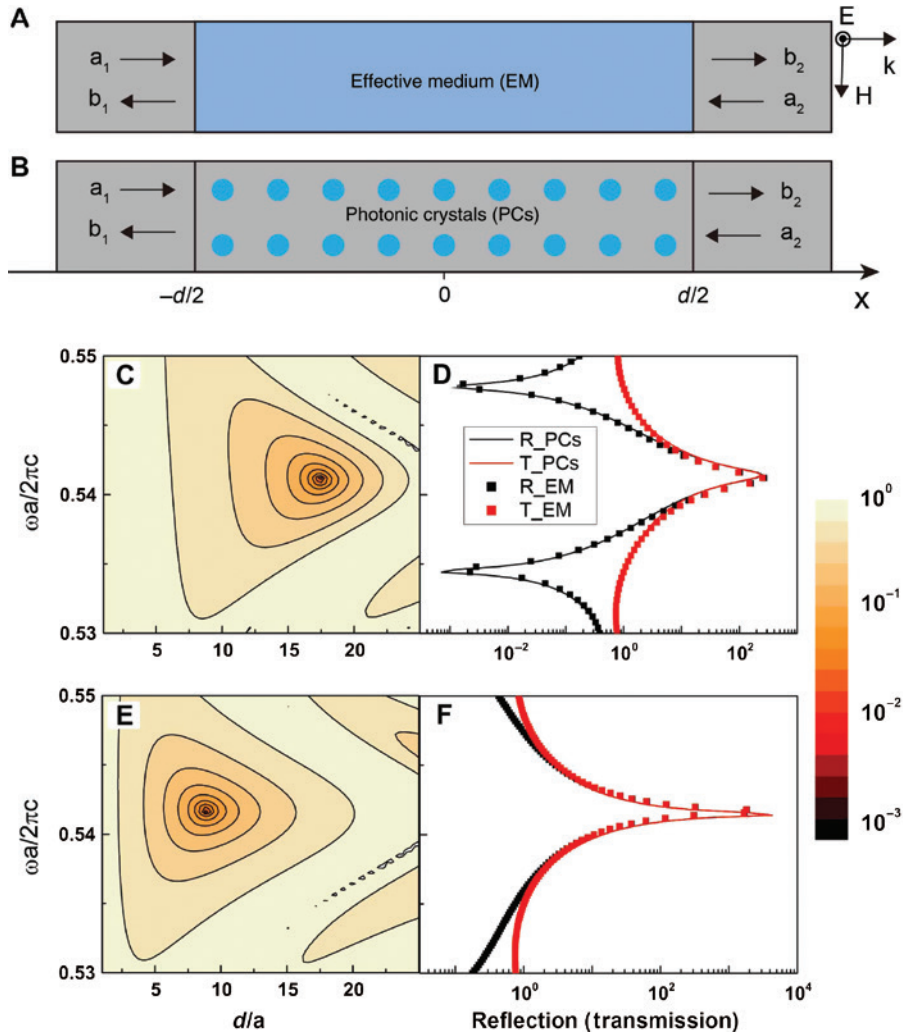 A
a1
b1
Effective medium (EM)
b2
a2
E
k
H
B
a1
b1
Photonic crystals (PCs)
b2
a2
–d/2
0
d/2
X
C
ωa/2πc
0.55
0.54
0.53
5
10
15
20
D
R_PCs
T_PCs
R_EM
T_EM
10⁻²
10⁰
10²
E
ωa/2πc
0.55
0.54
0.53
5
10
15
20
d/a
F
10⁰
10²
10⁴
Reflection (transmission)
10⁰
10⁻¹
10⁻²
10⁻³